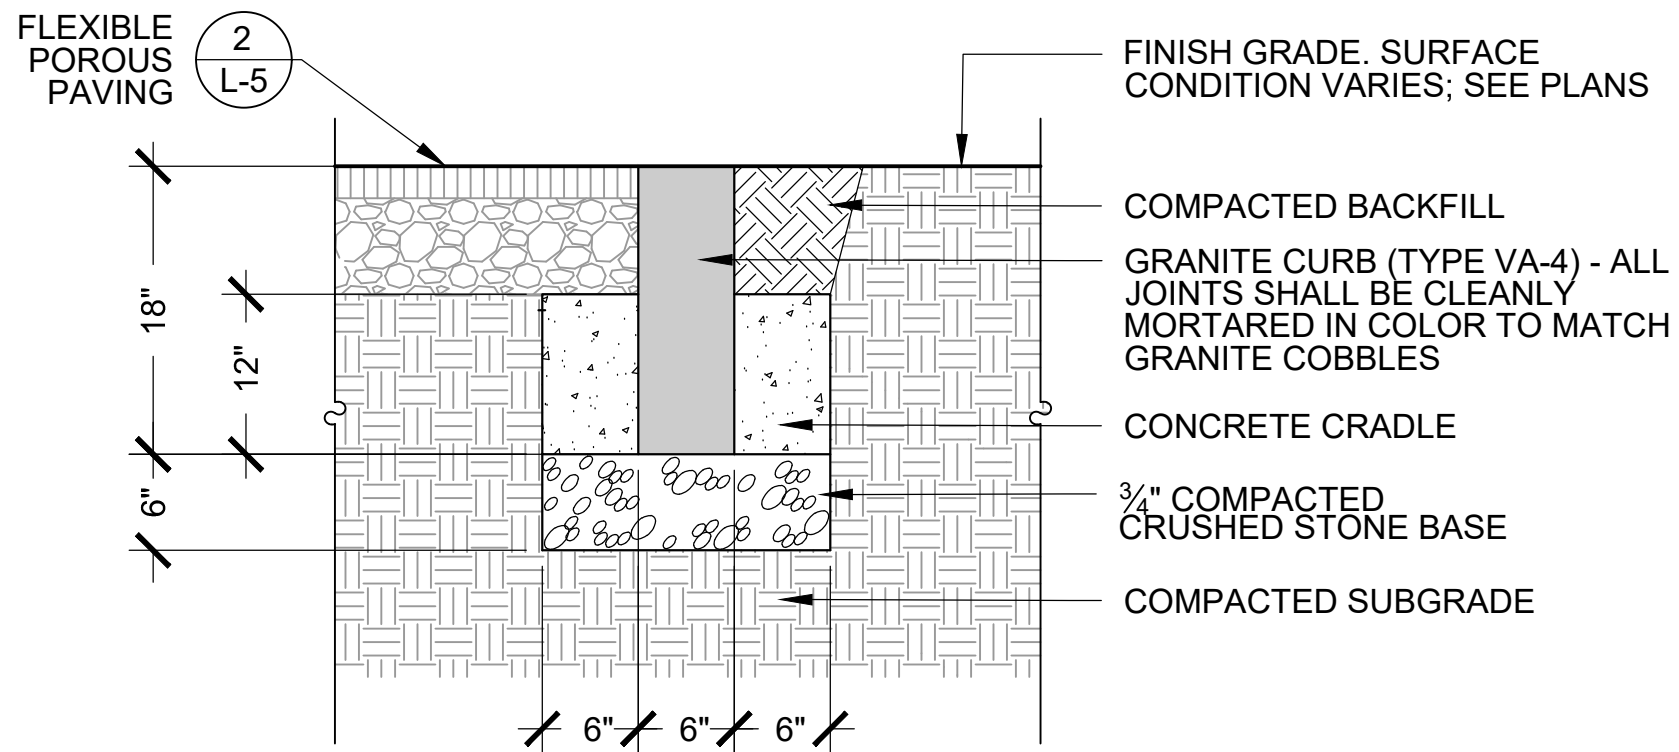 FLEXIBLE
POROUS
PAVING
2
L-5
FINISH GRADE. SURFACE
CONDITION VARIES; SEE PLANS
COMPACTED BACKFILL
GRANITE CURB (TYPE VA-4) - ALL
JOINTS SHALL BE CLEANLY
MORTARED IN COLOR TO MATCH
GRANITE COBBLES
CONCRETE CRADLE
¾" COMPACTED
CRUSHED STONE BASE
COMPACTED SUBGRADE
18"
12"
6"
6" 6" 6"